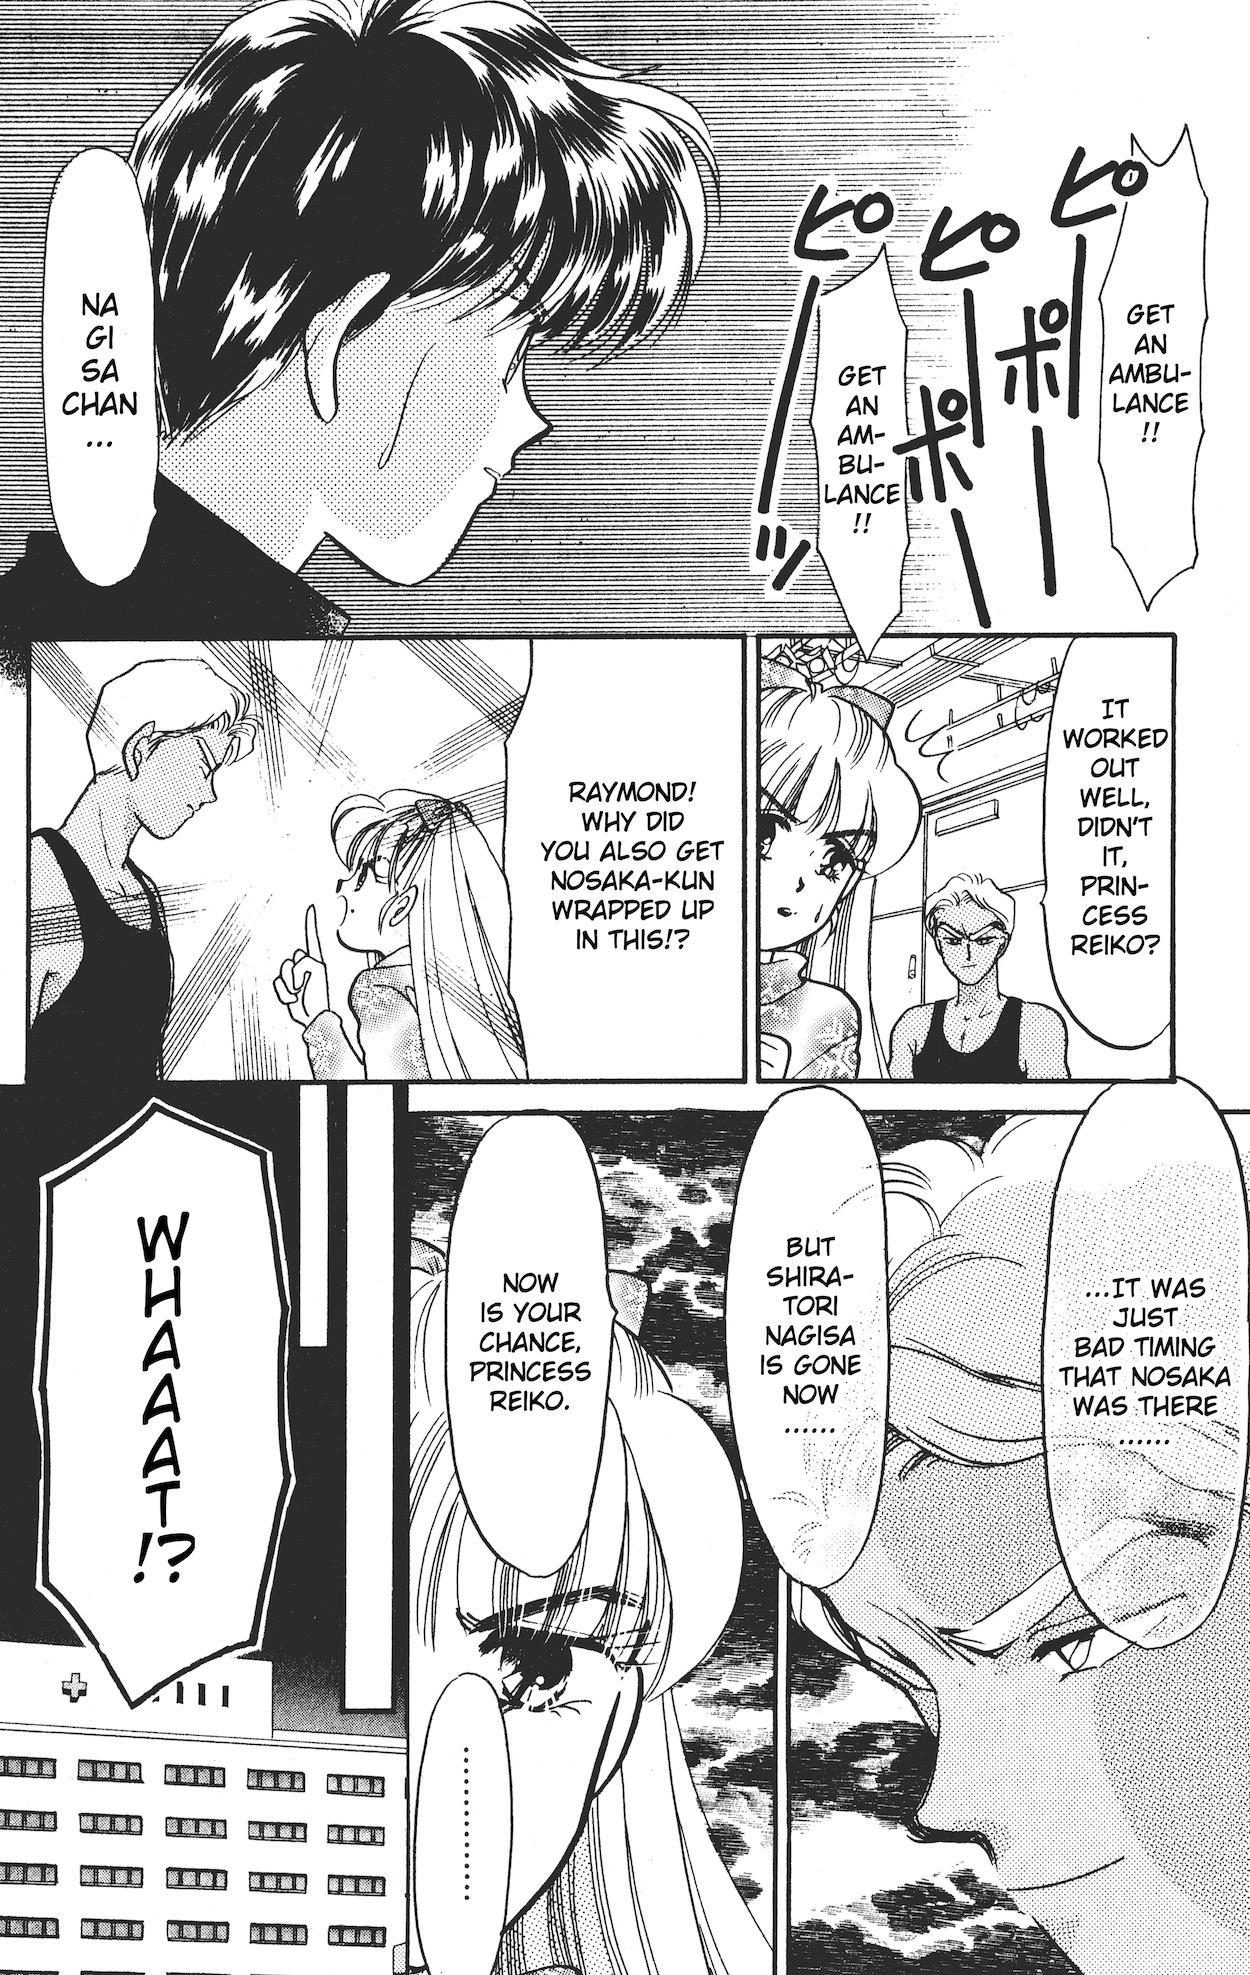 GET
AN
AMBU-
LANCE
!!
ピーポーピーポーピーッ
GET
AN
AM-
BU-
LANCE
!!
NA
GI
SA
CHAN
...
IT
WORKED
OUT
WELL,
DIDN'T
IT,
PRIN-
CESS
REIKO?
RAYMOND!
WHY DID
YOU ALSO GET
NOSAKA-KUN
WRAPPED UP
IN THIS!?
...IT WAS
JUST
BAD TIMING
THAT NOSAKA
WAS THERE
......
BUT
SHIRA-
TORI
NAGISA
IS GONE
NOW
......
NOW
IS YOUR
CHANCE,
PRINCESS
REIKO.
..........
WHAAAT!?